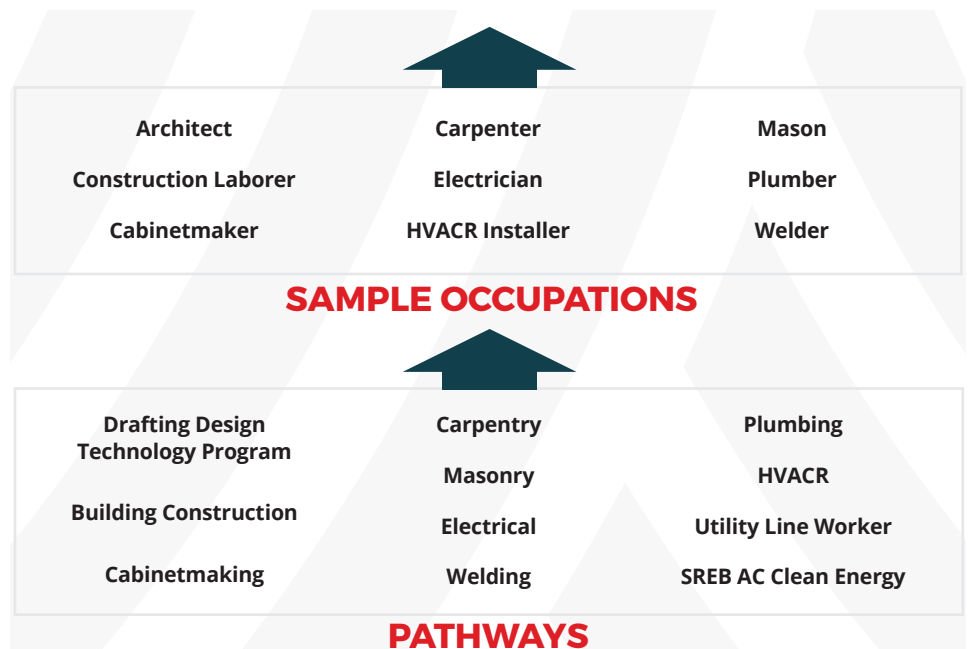 Architect
Carpenter
Mason
Construction Laborer
Electrician
Plumber
Cabinetmaker
HVACR Installer
Welder
SAMPLE OCCUPATIONS
Drafting Design
Technology Program
Carpentry
Plumbing
Masonry
HVACR
Building Construction
Electrical
Utility Line Worker
Cabinetmaking
Welding
SREB AC Clean Energy
PATHWAYS